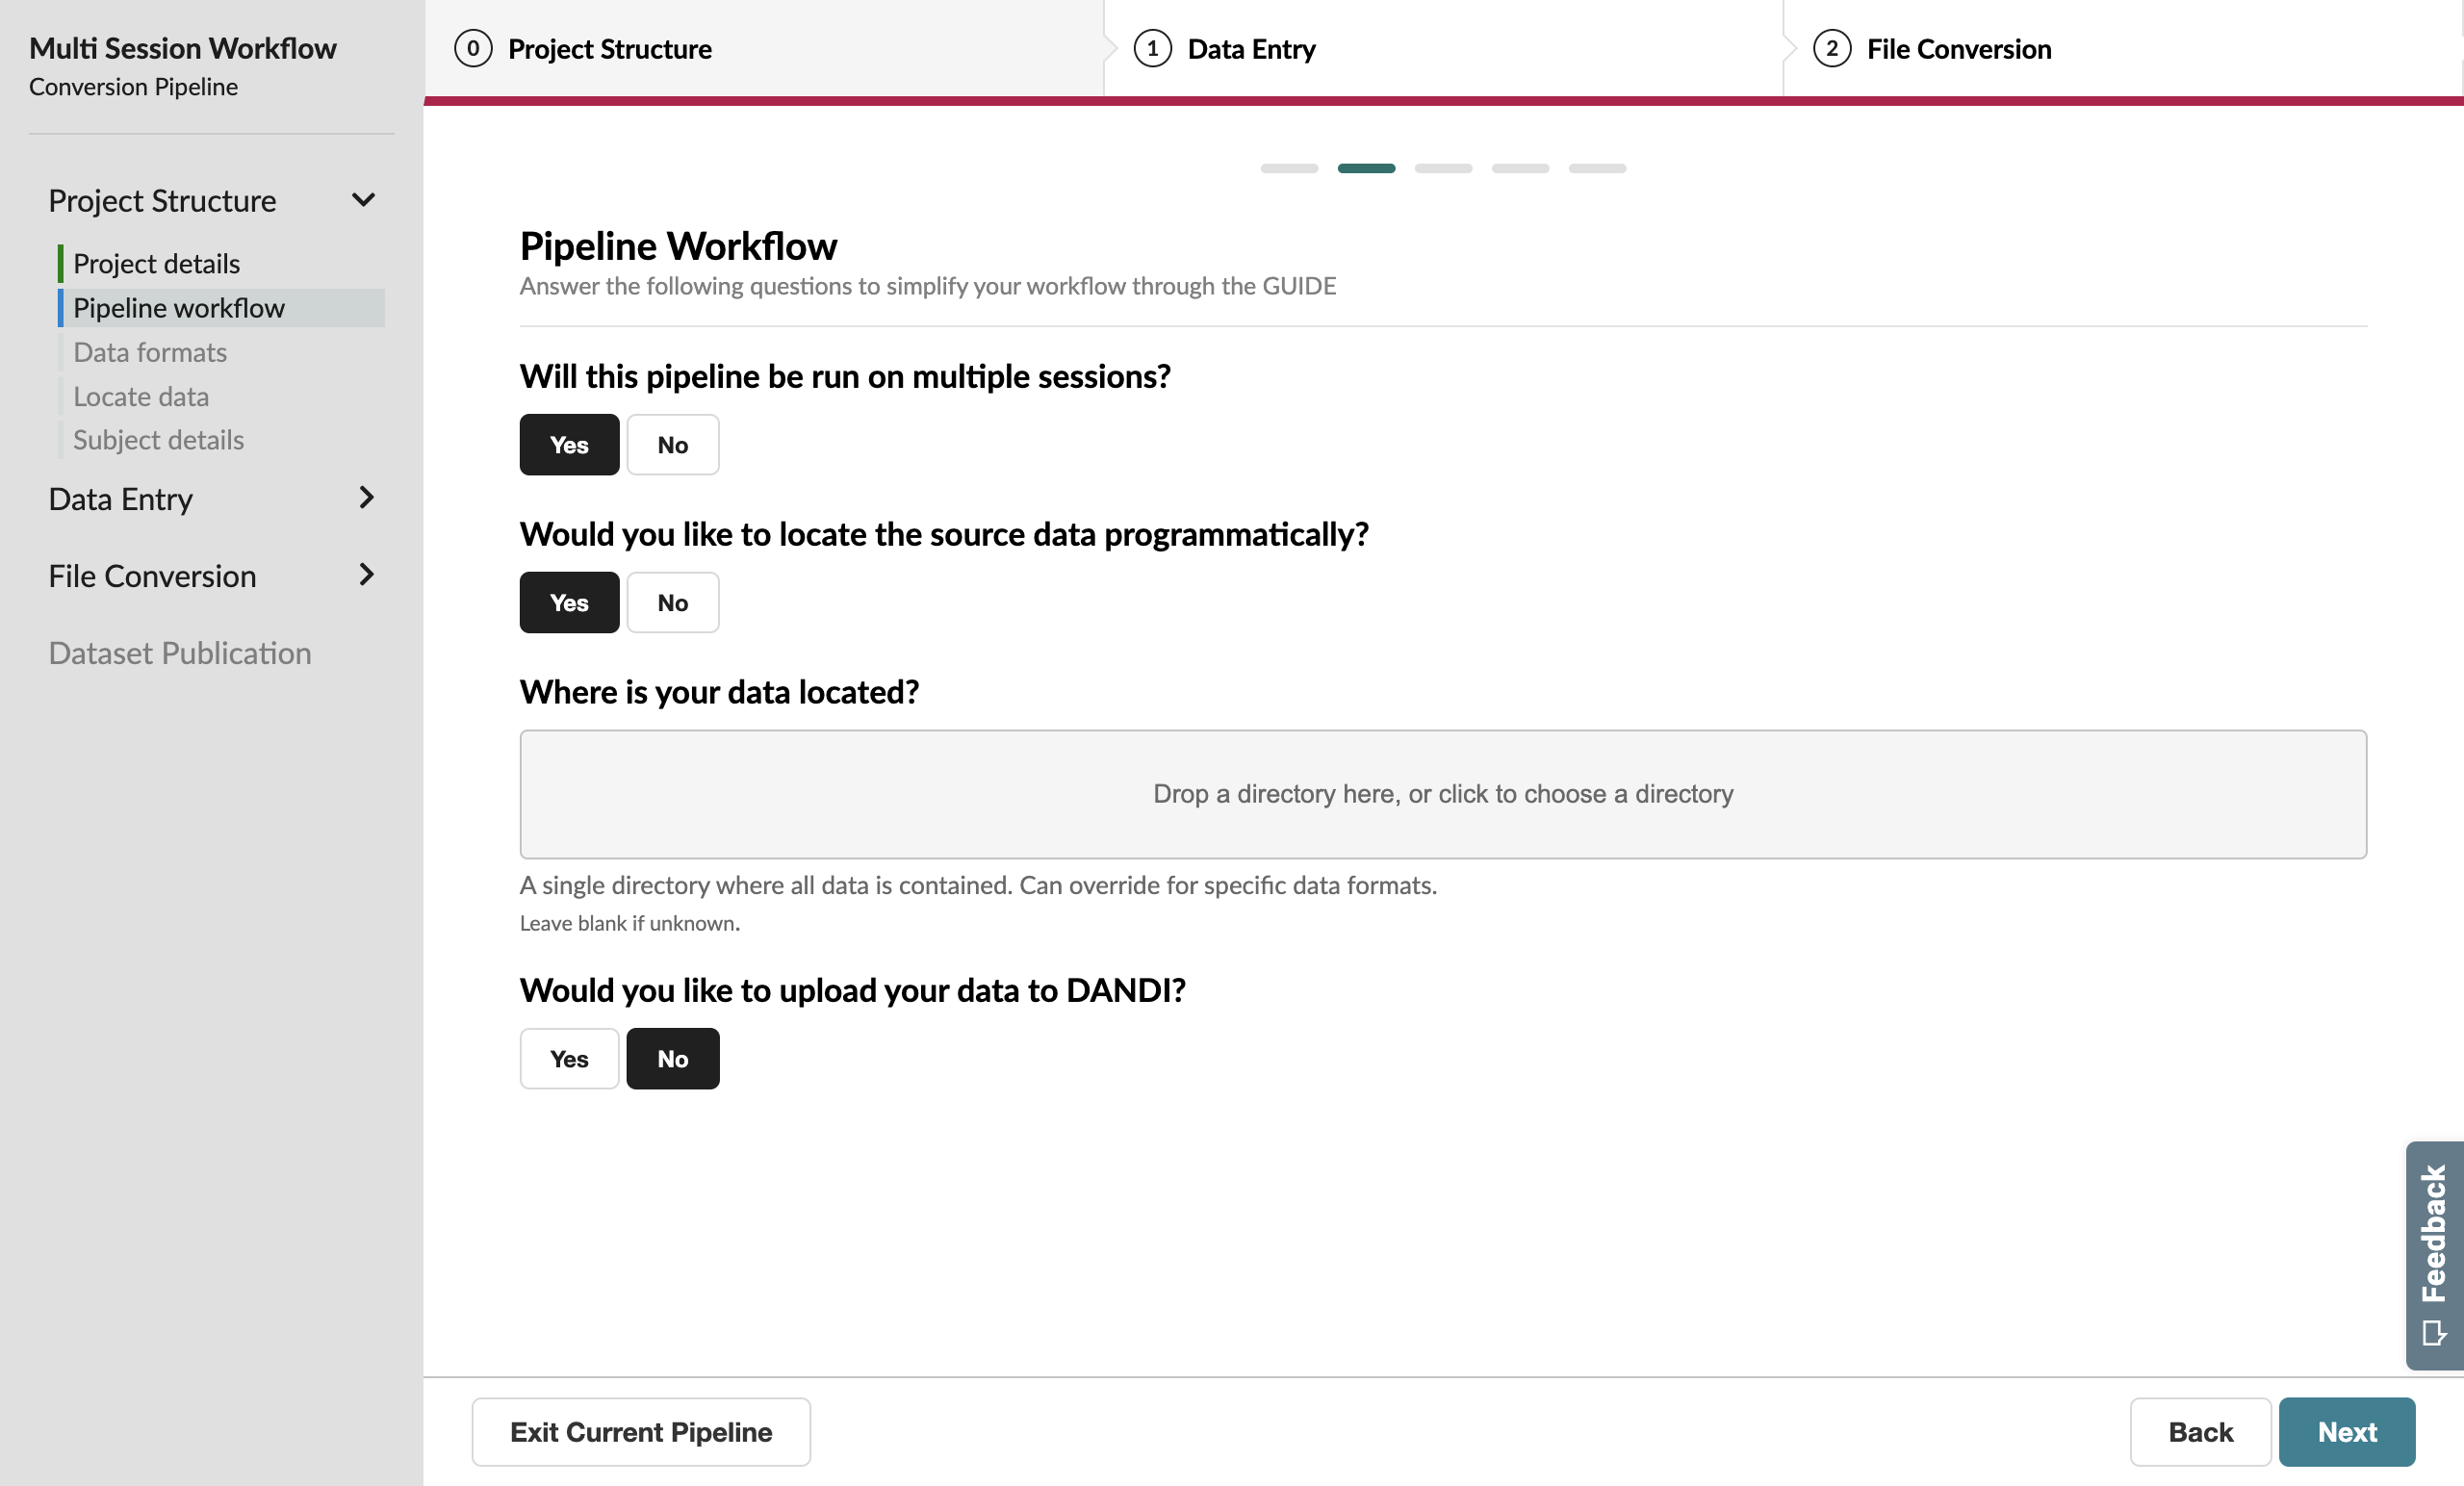 Multi Session Workflow
Conversion Pipeline
Project Structure
Project details
Pipeline workflow
Data formats
Locate data
Subject details
Data Entry
File Conversion
Dataset Publication
0 Project Structure
1 Data Entry
2 File Conversion
Pipeline Workflow
Answer the following questions to simplify your workflow through the GUIDE
Will this pipeline be run on multiple sessions?
Yes No
Would you like to locate the source data programmatically?
Yes No
Where is your data located?
Drop a directory here, or click to choose a directory
A single directory where all data is contained. Can override for specific data formats.
Leave blank if unknown.
Would you like to upload your data to DANDI?
Yes No
Feedback
Exit Current Pipeline
Back
Next